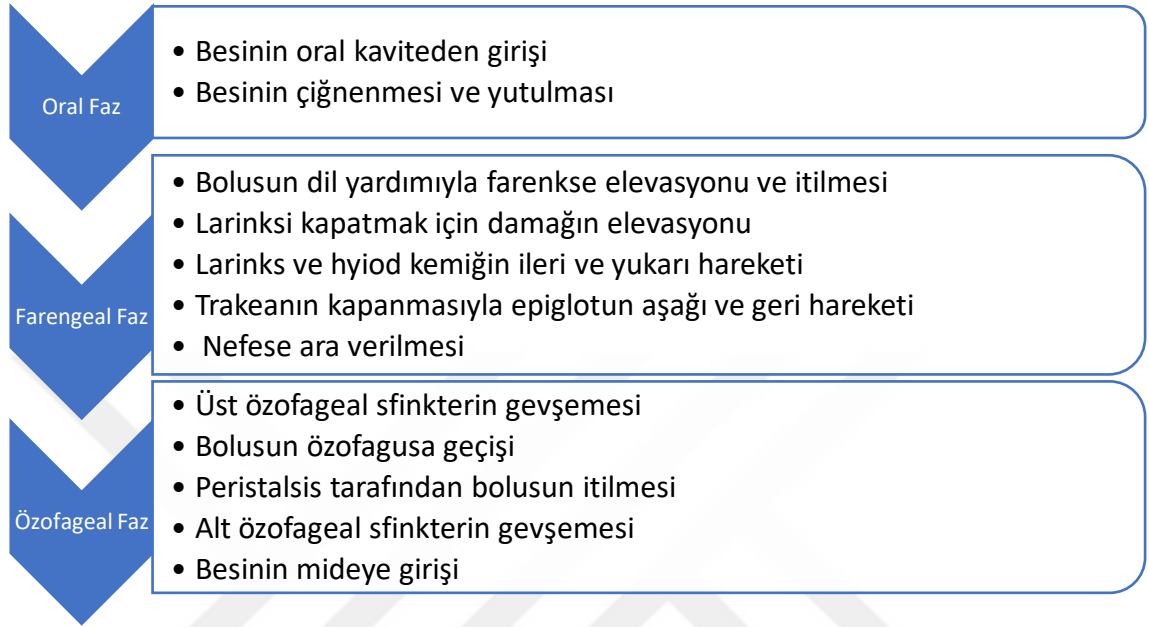 Oral Faz
• Besinin oral kaviteden girişi
• Besinin çiğnenmesi ve yutulması
Farengeal Faz
• Bolusun dil yardımıyla farenkse elevasyonu ve itilmesi
• Larinksi kapatmak için damağın elevasyonu
• Larinks ve hyiod kemiğin ileri ve yukarı hareketi
• Trakeanın kapanmasıyla epiglotun aşağı ve geri hareketi
• Nefese ara verilmesi
Özofageal Faz
• Üst özofageal sfinkterin gevşemesi
• Bolusun özofagusa geçişi
• Peristalsis tarafından bolusun itilmesi
• Alt özofageal sfinkterin gevşemesi
• Besinin mideye girişi